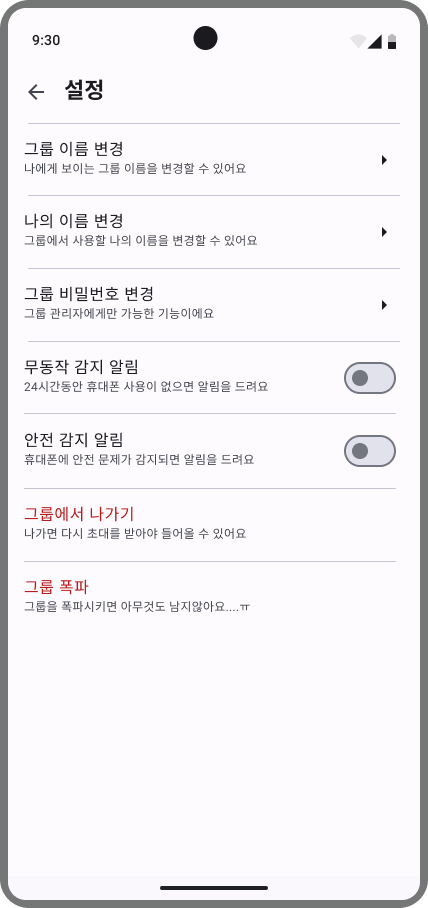 9:30
설정
그룹 이름 변경
나에게 보이는 그룹 이름을 변경할 수 있어요
나의 이름 변경
그룹에서 사용할 나의 이름을 변경할 수 있어요
그룹 비밀번호 변경
그룹 관리자에게만 가능한 기능이에요
무동작 감지 알림
24시간동안 휴대폰 사용이 없으면 알림을 드려요
안전 감지 알림
휴대폰에 안전 문제가 감지되면 알림을 드려요
그룹에서 나가기
나가면 다시 초대를 받아야 들어올 수 있어요
그룹 폭파
그룹을 폭파시키면 아무것도 남지않아요....ㅠ